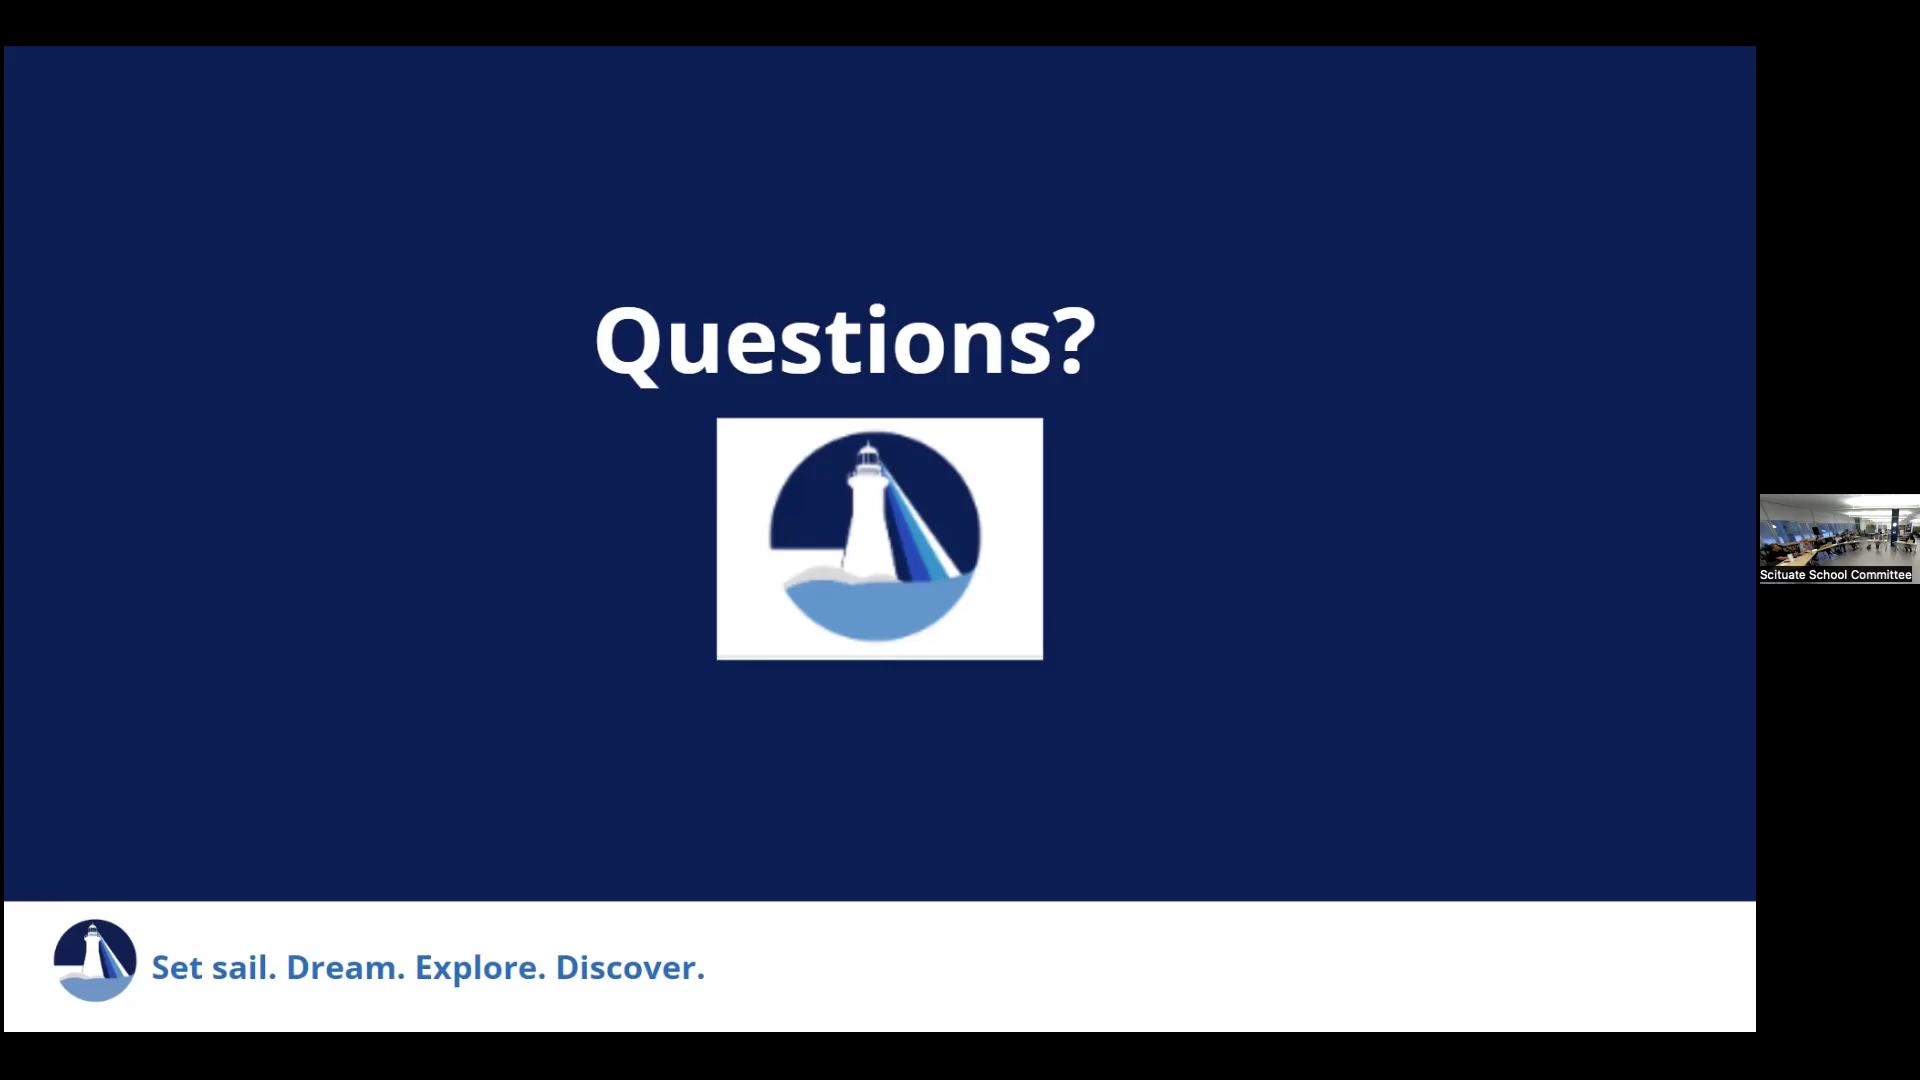 Questions?
Scituate School Committee
Set sail. Dream. Explore. Discover.